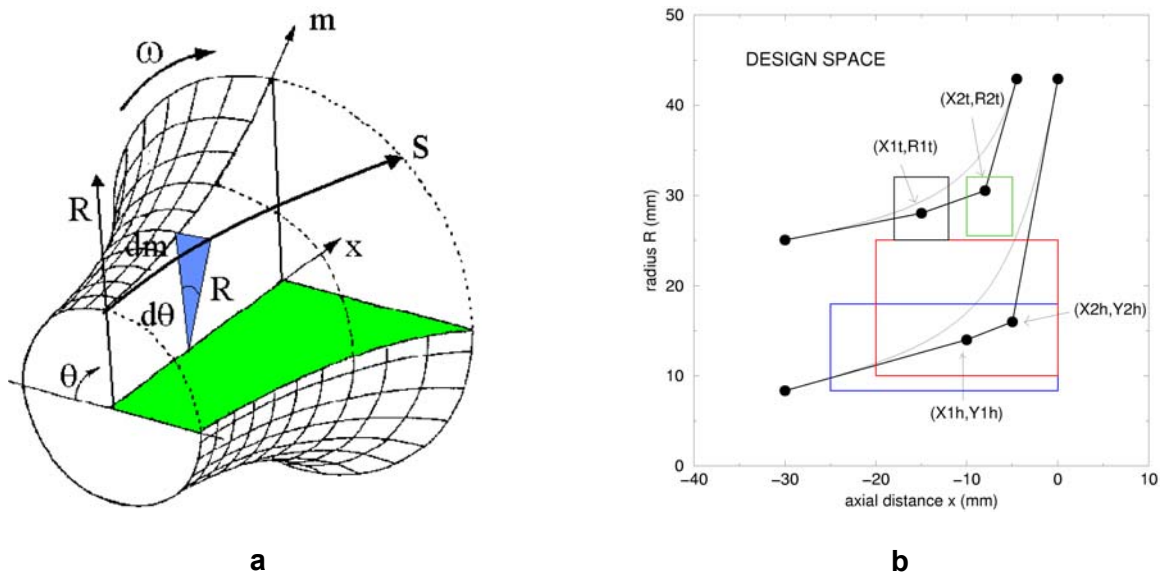 ω
m
R
S
dm
x
R
dθ
θ
a
DESIGN SPACE
(X2t,R2t)
(X1t,R1t)
(X2h,Y2h)
(X1h,Y1h)
radius R (mm)
50
40
30
20
10
0
−40 −30 −20 −10 0 10
axial distance x (mm)
b